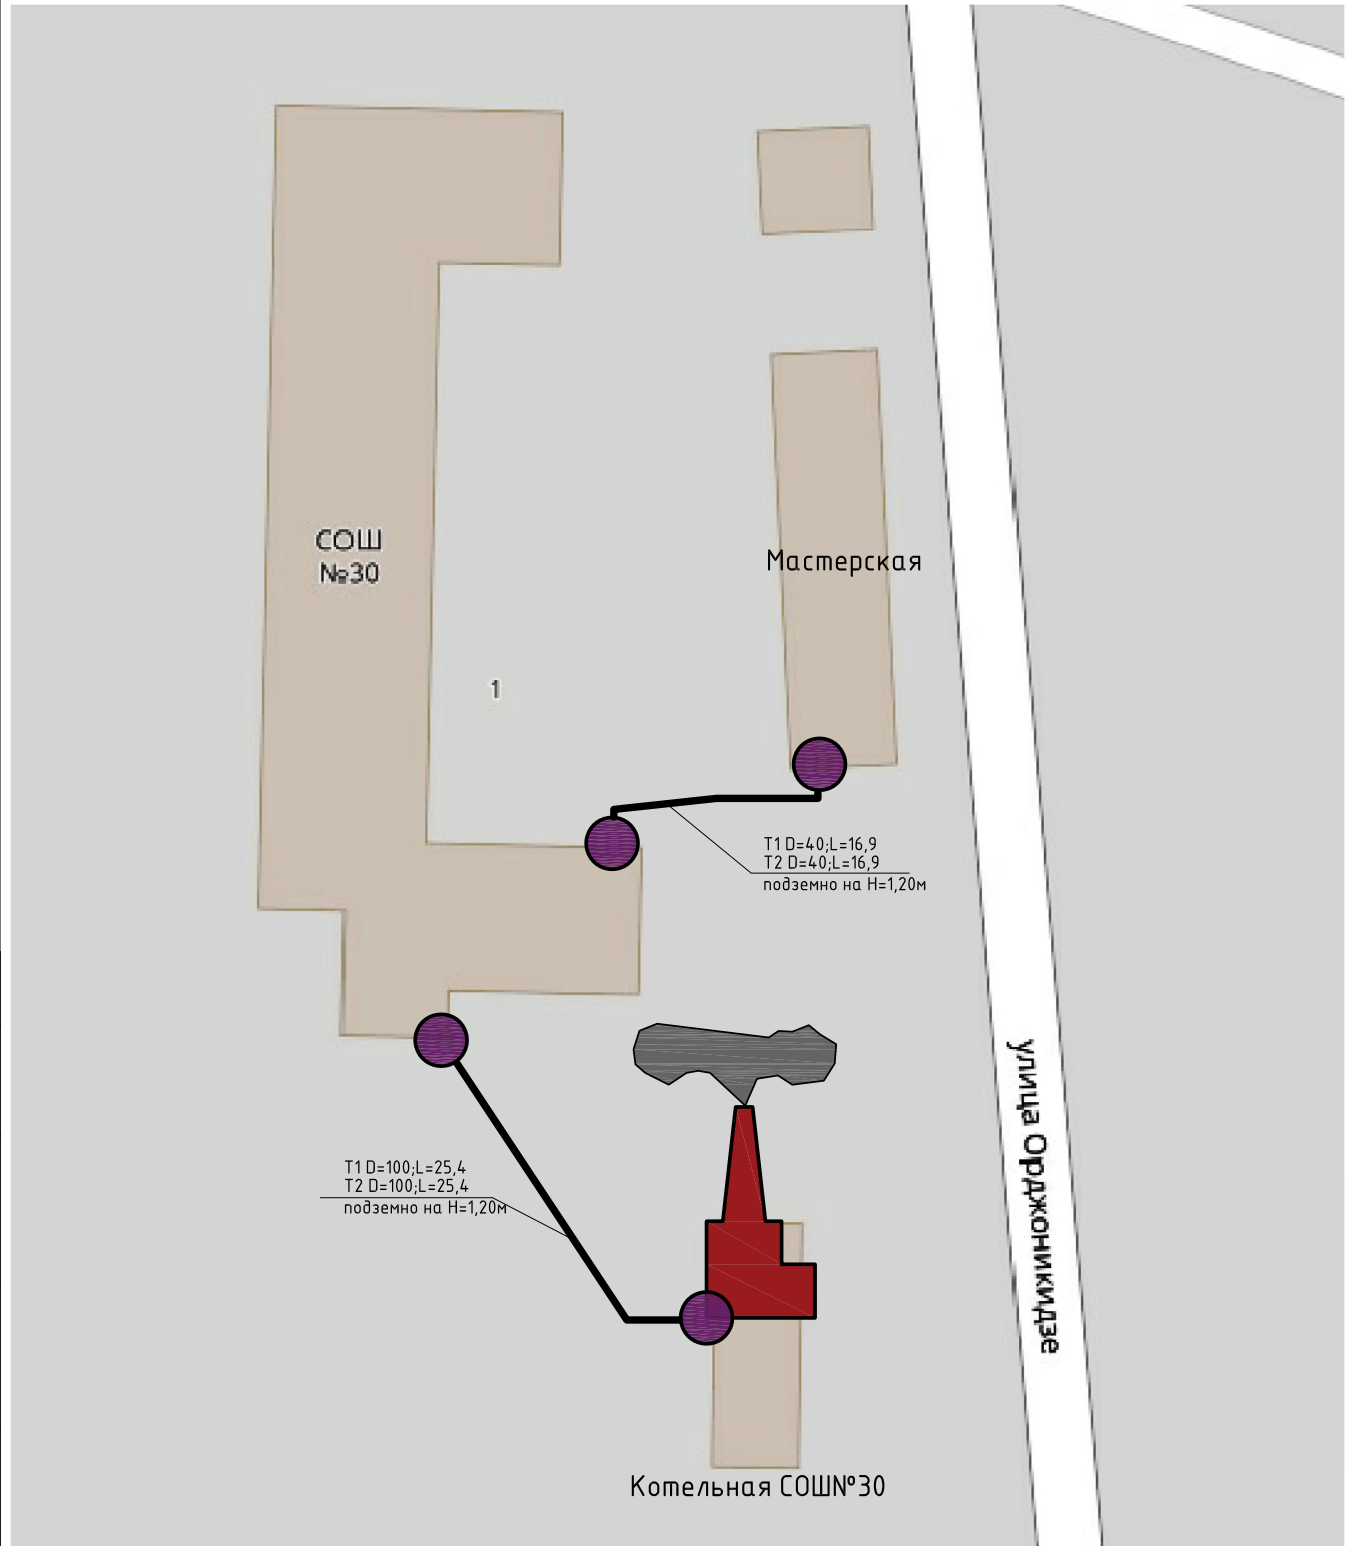 СОШ
№30
Мастерская
1
T1 D=40;L=16,9
T2 D=40;L=16,9
подземно на H=1,20м
улица Орджоникидзе
T1 D=100;L=25,4
T2 D=100;L=25,4
подземно на H=1,20м
Котельная СОШ№30